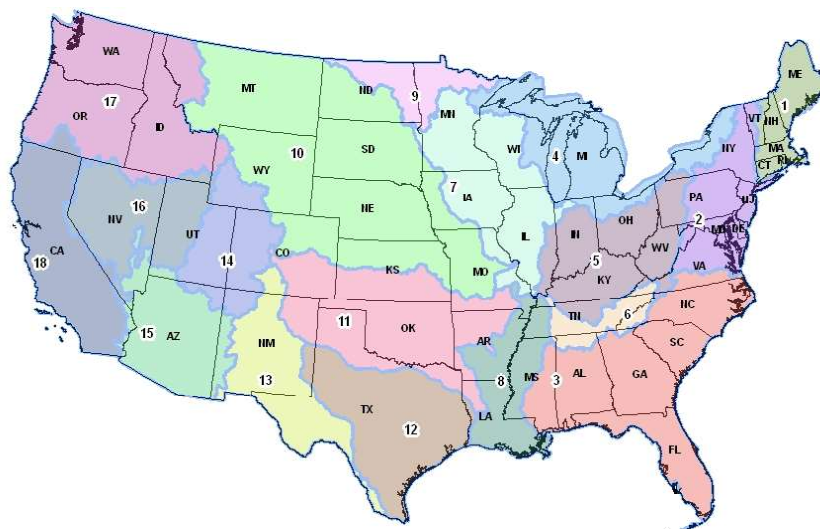 WA
MT
ND
9
MN
ME
1
VT
NH
17
OR
ID
10
SD
WI
4
MI
NY
MA
CT
RI
WY
7
IA
PA
NJ
16
NE
OH
2
MD
DE
NV
UT
IL
IN
WV
18
CA
14
CO
KS
MO
5
KY
VA
15
AZ
NM
11
OK
AR
TN
6
NC
SC
13
8
MS
3
AL
GA
TX
12
LA
FL